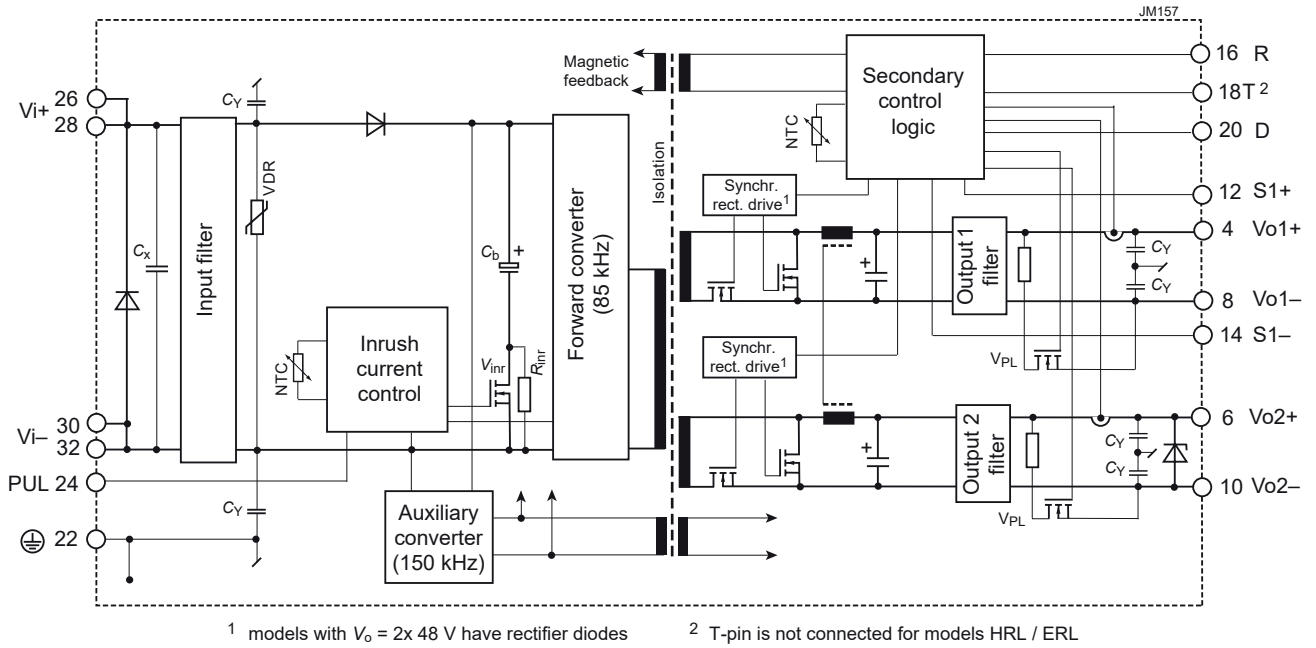 JM157
26
Vi+
28
CY
Input filter
Cx
VDR
Cb
+
Forward converter
(85 kHz)
Magnetic
feedback
Isolation
Secondary
control
logic
NTC
16 R
18T 2
20 D
12 S1+
4 Vo1+
8 Vo1–
14 S1–
6 Vo2+
10 Vo2–
Synchr.
rect. drive1
+
Output 1
filter
CY
CY
VPL
Synchr.
rect. drive1
+
Output 2
filter
CY
CY
VPL
NTC
Inrush
current
control
Vinr
Rinr
30
Vi–
32
PUL 24
22
CY
Auxiliary
converter
(150 kHz)
1 models with Vo = 2x 48 V have rectifier diodes
2 T-pin is not connected for models HRL / ERL